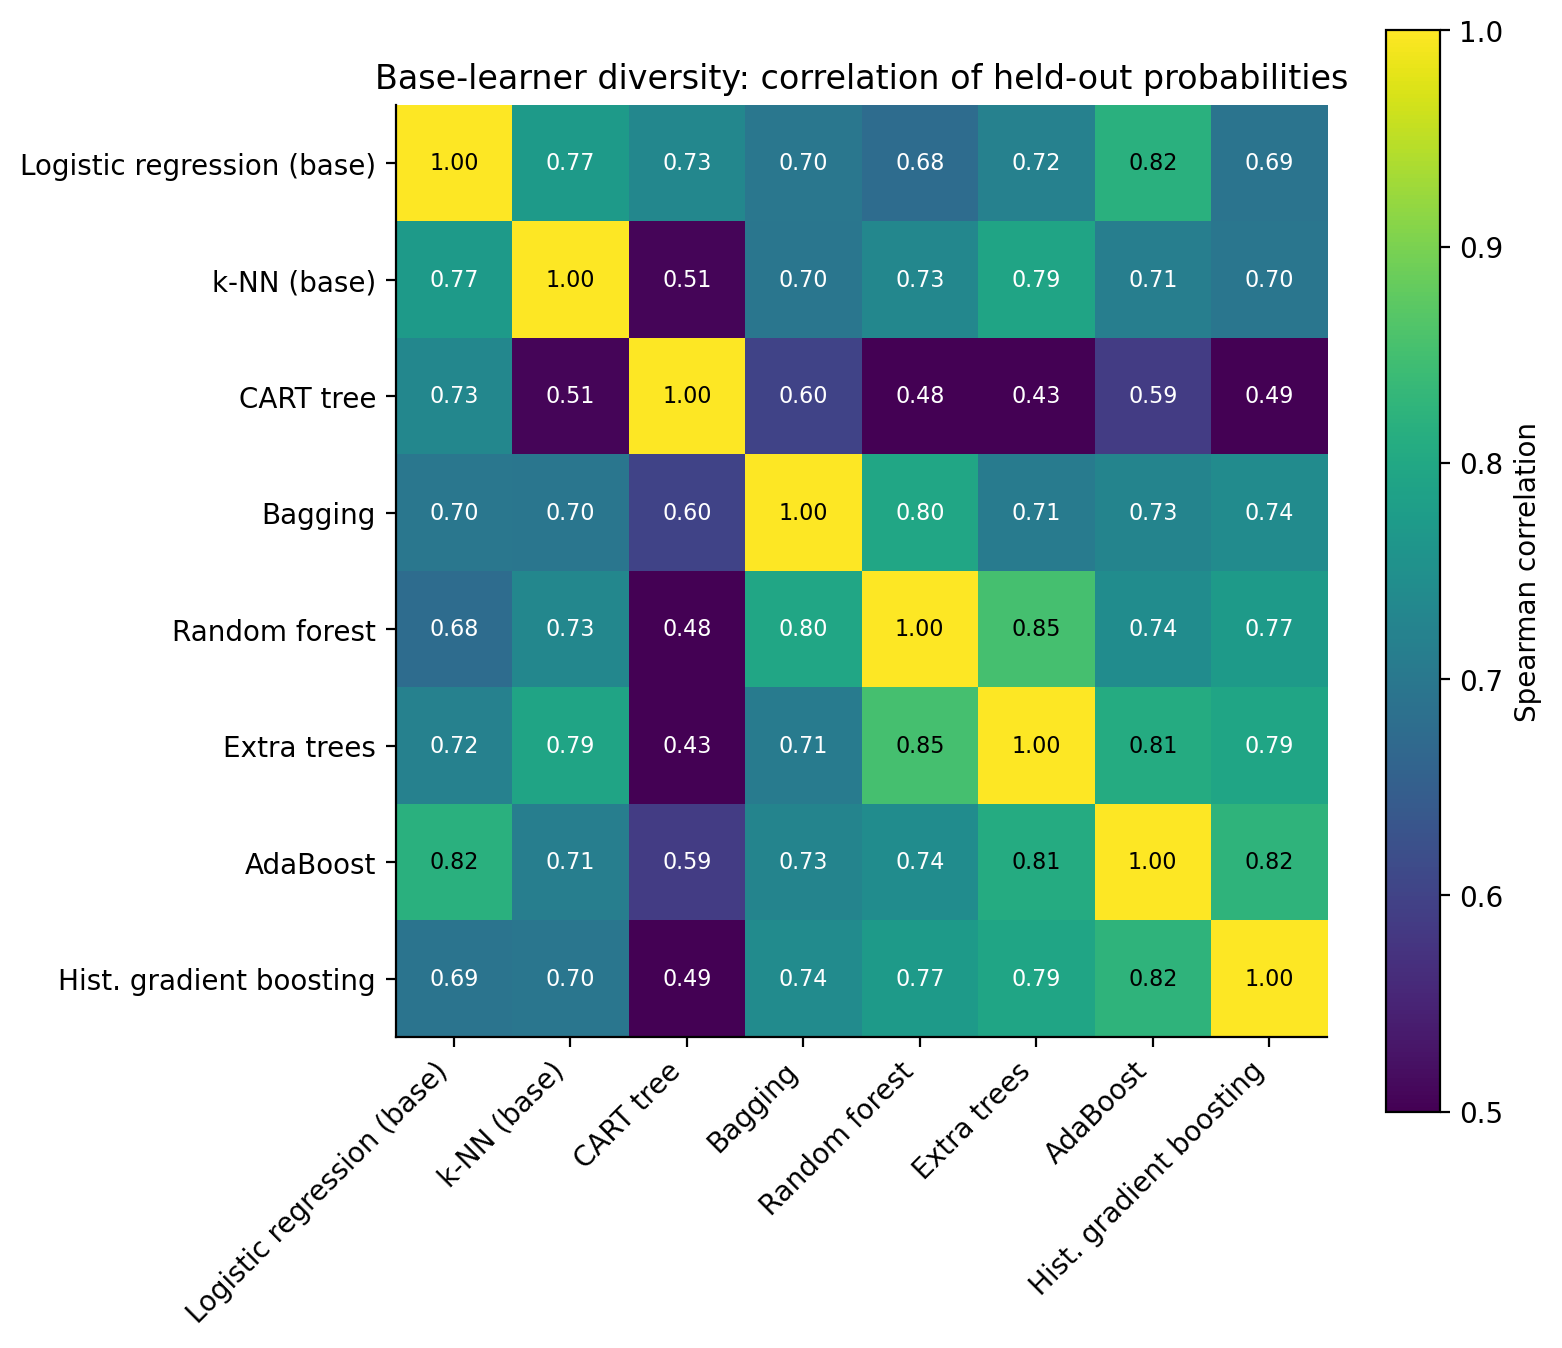 Base-learner diversity: correlation of held-out probabilities
Logistic regression (base) 1.00 0.77 0.73 0.70 0.68 0.72 0.82 0.69
k-NN (base) 0.77 1.00 0.51 0.70 0.73 0.79 0.71 0.70
CART tree 0.73 0.51 1.00 0.60 0.48 0.43 0.59 0.49
Bagging 0.70 0.70 0.60 1.00 0.80 0.71 0.73 0.74
Random forest 0.68 0.73 0.48 0.80 1.00 0.85 0.74 0.77
Extra trees 0.72 0.79 0.43 0.71 0.85 1.00 0.81 0.79
AdaBoost 0.82 0.71 0.59 0.73 0.74 0.81 1.00 0.82
Hist. gradient boosting 0.69 0.70 0.49 0.74 0.77 0.79 0.82 1.00
Logistic regression (base)
k-NN (base)
CART tree
Bagging
Random forest
Extra trees
AdaBoost
Hist. gradient boosting
1.0
0.9
0.8
0.7
0.6
0.5
Spearman correlation